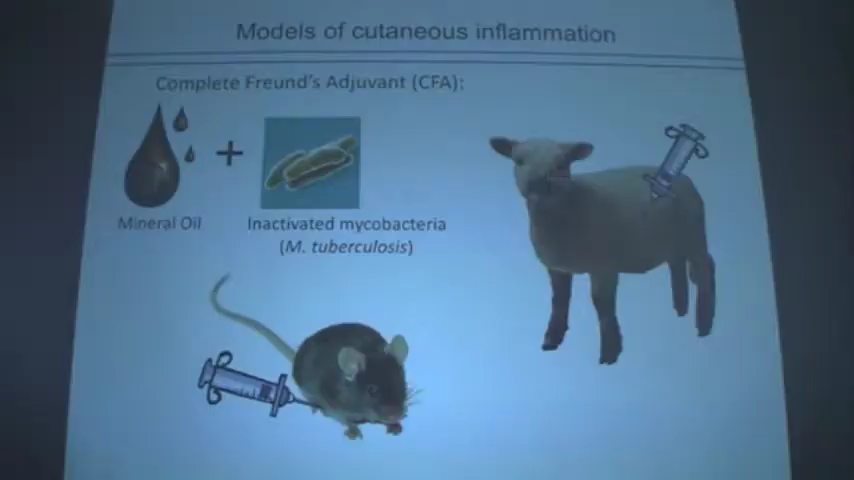 Models of cutaneous inflammation
Complete Freund's Adjuvant (CFA):
+
Mineral Oil
Inactivated mycobacteria
(M. tuberculosis)